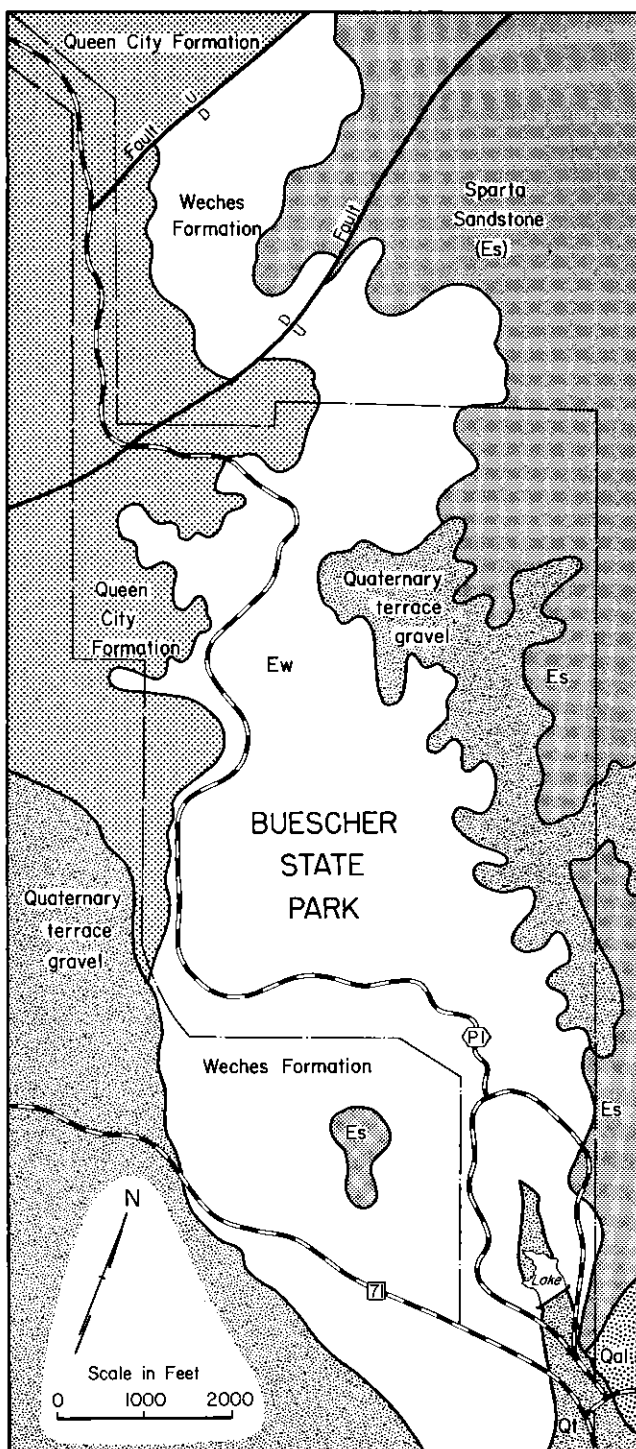 Queen City Formation
Fault
U
D
Weches
Formation
Sparta
Sandstone
(Es)
Fault
D
U
Quaternary
terrace
gravel
Queen
City
Formation
Ew
Es
BUESCHER
STATE
PARK
Quaternary
terrace
gravel
P1
Weches Formation
Es
Es
N
Lake
71
Scale in Feet
0 1000 2000
Qal
Qt